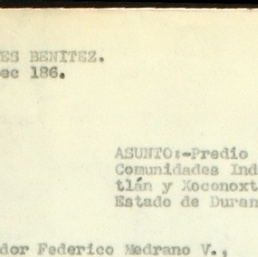 ES BENITEZ.
ec 186.
ASUNTO:-Predio
Comunidades Ind
tlán y Xoconoxt
Estado de Duran
dor Federico Medrano V.,